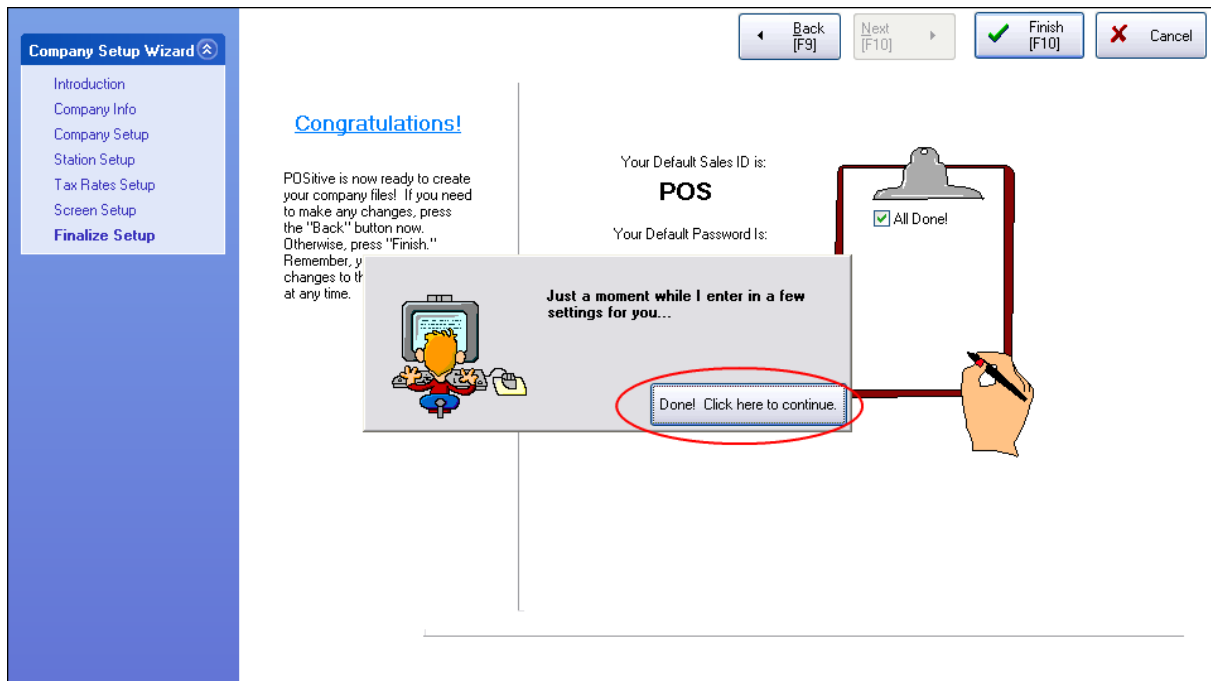 Company Setup Wizard
Introduction
Company Info
Company Setup
Station Setup
Tax Rates Setup
Screen Setup
Finalize Setup
Back
[F9]
Next
[F10]
Finish
[F10]
Cancel
Congratulations!
POSitive is now ready to create
your company files! If you need
to make any changes, press
the "Back" button now.
Otherwise, press "Finish."
Remember, y
changes to th
at any time.
Your Default Sales ID is:
POS
Your Default Password Is:
All Done!
Just a moment while I enter in a few
settings for you...
Done! Click here to continue.